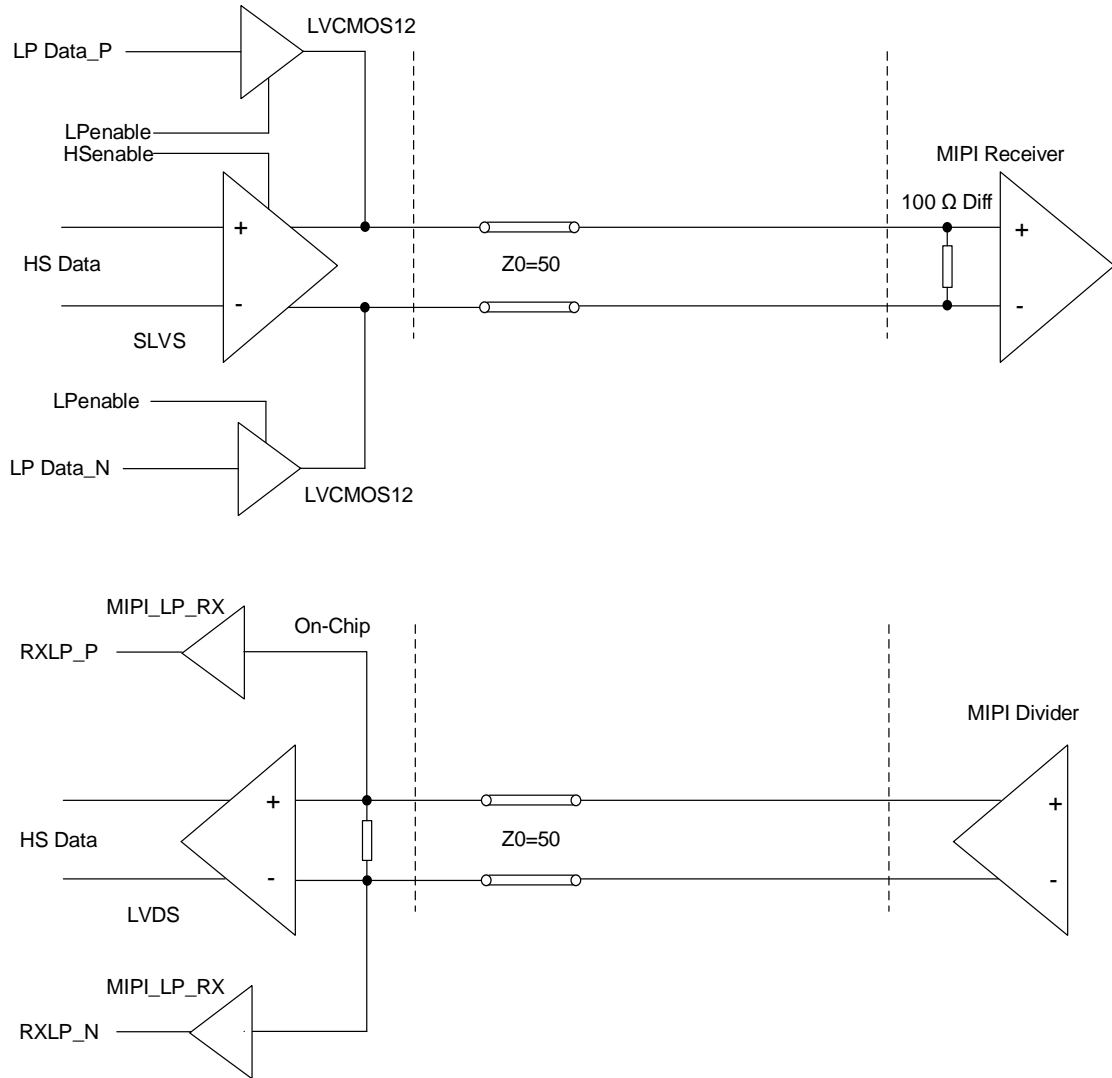 LVCMOS12
LP Data_P
LPenable
HSenable
MIPI Receiver
100 Ω Diff
+
+
HS Data
Z0=50
-
-
SLVS
LPenable
LP Data_N
LVCMOS12
MIPI_LP_RX
On-Chip
RXLP_P
MIPI Divider
+
+
HS Data
Z0=50
-
-
LVDS
MIPI_LP_RX
RXLP_N